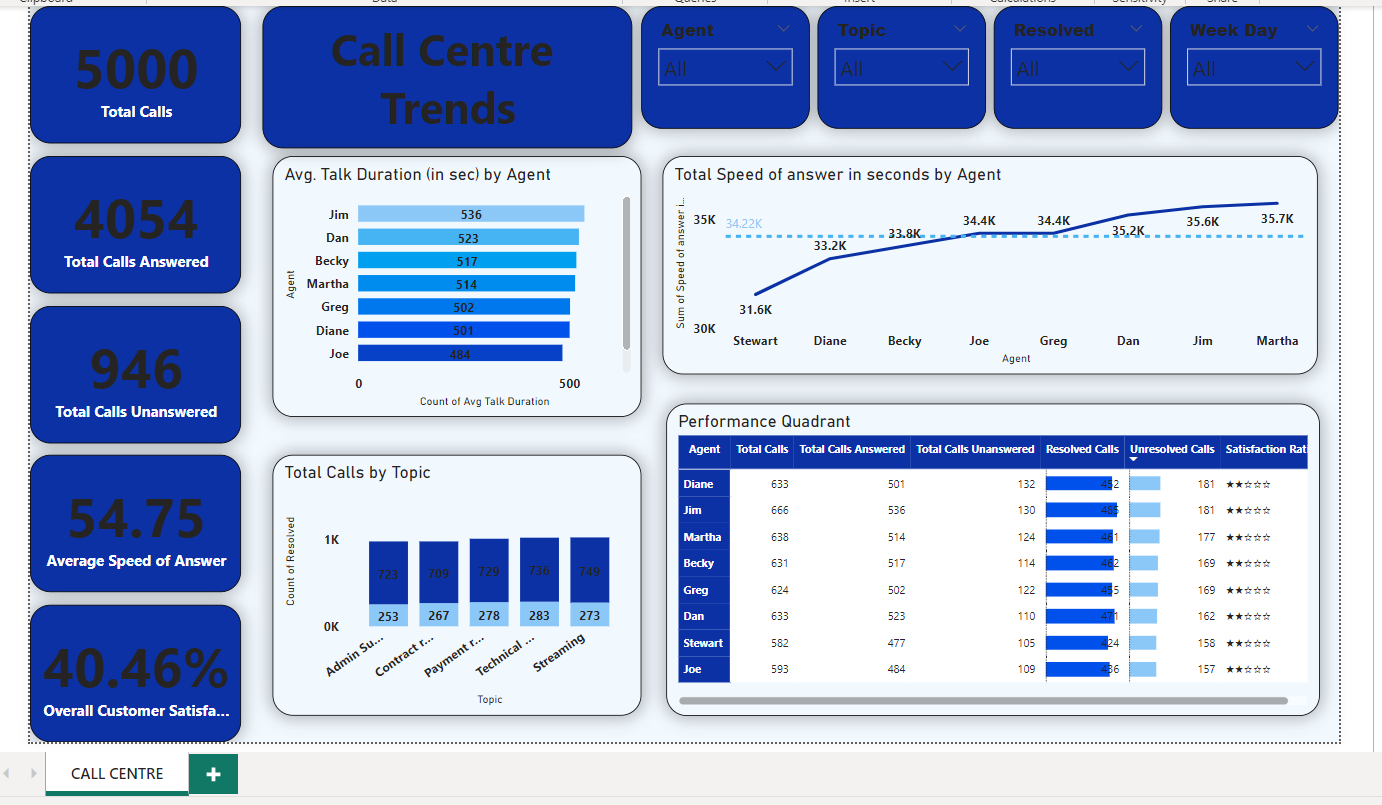 5000
Total Calls
4054
Total Calls Answered
946
Total Calls Unanswered
54.75
Average Speed of Answer
40.46%
Overall Customer Satisfa...
Call Centre
Trends
Agent
All
Topic
All
Resolved
All
Week Day
All
Avg. Talk Duration (in sec) by Agent
Agent
Jim 536
Dan 523
Becky 517
Martha 514
Greg 502
Diane 501
Joe 484
0 500
Count of Avg Talk Duration
Total Speed of answer in seconds by Agent
Sum of Speed of answer i...
35K
30K
34.22K
31.6K 33.2K 33.8K 34.4K 34.4K 35.2K 35.6K 35.7K
Stewart Diane Becky Joe Greg Dan Jim Martha
Agent
Total Calls by Topic
Count of Resolved
1K
0K
723 709 729 736 749
253 267 278 283 273
Admin Su... Contract r... Payment r... Technical ... Streaming
Topic
Performance Quadrant
Agent Total Calls Total Calls Answered Total Calls Unanswered Resolved Calls Unresolved Calls Satisfaction Rati
Diane 633 501 132 452 181 ★★☆☆☆
Jim 666 536 130 485 181 ★★☆☆☆
Martha 638 514 124 461 177 ★★☆☆☆
Becky 631 517 114 462 169 ★★☆☆☆
Greg 624 502 122 455 169 ★★☆☆☆
Dan 633 523 110 471 162 ★★☆☆☆
Stewart 582 477 105 424 158 ★★☆☆☆
Joe 593 484 109 436 157 ★★☆☆☆
CALL CENTRE